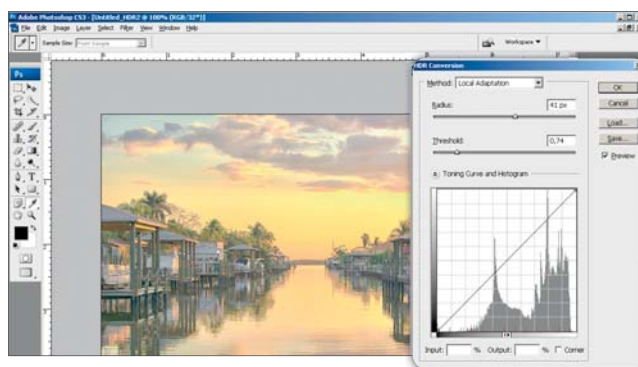 Adobe Photoshop CS3 - [Untitled_HDR2 @ 100% (RGB/32*)]
File Edit Image Layer Select Filter View Window Help
Sample Size: Point Sample
Workspace
Ps
HDR Conversion
Method: Local Adaptation
OK
Radius: 41 px
Cancel
Load...
Save...
Threshold: 0,74
Preview
Toning Curve and Histogram
Input: % Output: % Corner